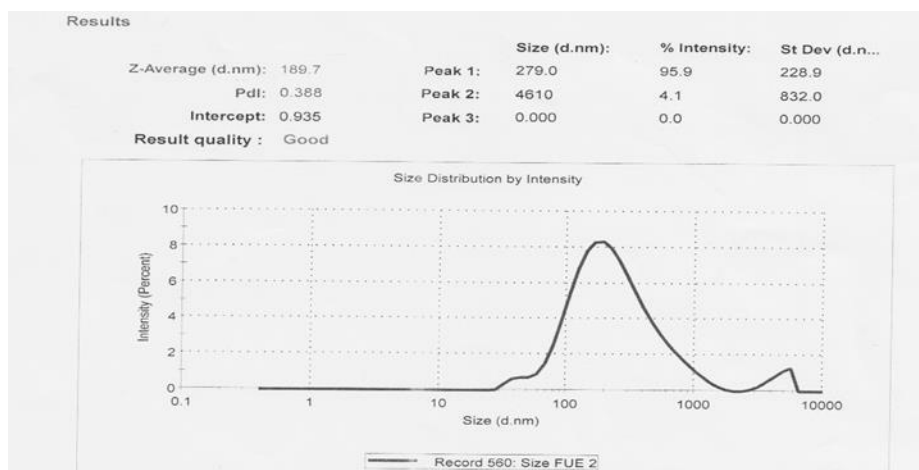 Results
Size (d.nm): % Intensity: St Dev (d.n...
Z-Average (d.nm): 189.7 Peak 1: 279.0 95.9 228.9
PdI: 0.388 Peak 2: 4610 4.1 832.0
Intercept: 0.935 Peak 3: 0.000 0.0 0.000
Result quality : Good
Size Distribution by Intensity
10
8
6
4
2
0
Intensity (Percent)
0.1 1 10 100 1000 10000
Size (d.nm)
Record 560: Size FUE 2